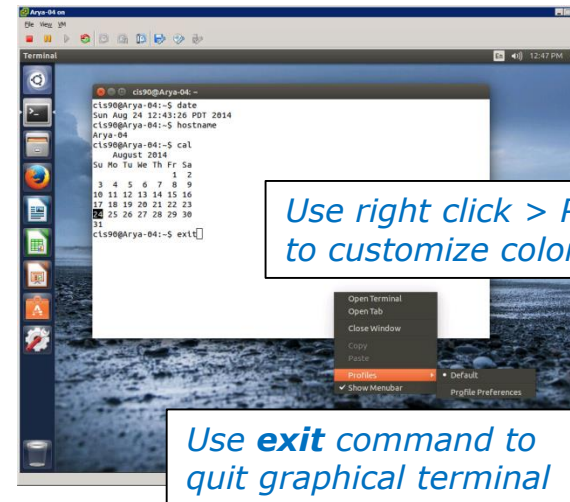 Arya-04 on
File View VM
Terminal
En 12:47 PM
cis90@Arya-04: ~
cis90@Arya-04:~$ date
Sun Aug 24 12:43:26 PDT 2014
cis90@Arya-04:~$ hostname
Arya-04
cis90@Arya-04:~$ cal
August 2014
Su Mo Tu We Th Fr Sa
1 2
3 4 5 6 7 8 9
10 11 12 13 14 15 16
17 18 19 20 21 22 23
24 25 26 27 28 29 30
31
cis90@Arya-04:~$ exit
Use right click >
to customize
Open Terminal
Open Tab
Close Window
Copy
Paste
Profiles
Default
Show Menubar
Profile Preferences
Use exit command to
quit graphical terminal